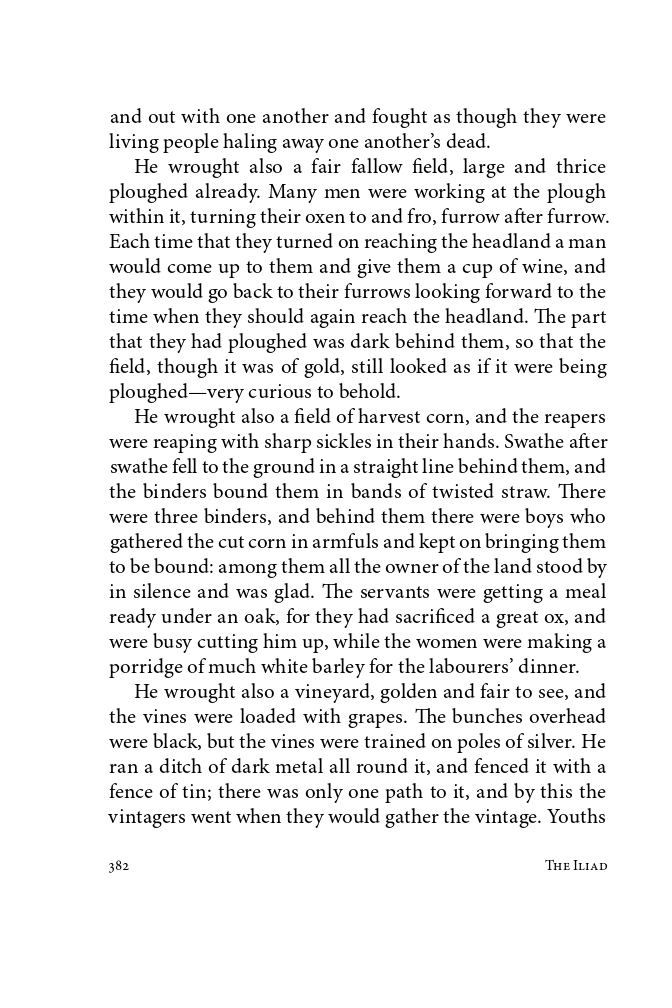 and out with one another and fought as though they were
living people haling away one another’s dead.
He wrought also a fair fallow field, large and thrice
ploughed already. Many men were working at the plough
within it, turning their oxen to and fro, furrow after furrow.
Each time that they turned on reaching the headland a man
would come up to them and give them a cup of wine, and
they would go back to their furrows looking forward to the
time when they should again reach the headland. The part
that they had ploughed was dark behind them, so that the
field, though it was of gold, still looked as if it were being
ploughed—very curious to behold.
He wrought also a field of harvest corn, and the reapers
were reaping with sharp sickles in their hands. Swathe after
swathe fell to the ground in a straight line behind them, and
the binders bound them in bands of twisted straw. There
were three binders, and behind them there were boys who
gathered the cut corn in armfuls and kept on bringing them
to be bound: among them all the owner of the land stood by
in silence and was glad. The servants were getting a meal
ready under an oak, for they had sacrificed a great ox, and
were busy cutting him up, while the women were making a
porridge of much white barley for the labourers’ dinner.
He wrought also a vineyard, golden and fair to see, and
the vines were loaded with grapes. The bunches overhead
were black, but the vines were trained on poles of silver. He
ran a ditch of dark metal all round it, and fenced it with a
fence of tin; there was only one path to it, and by this the
vintagers went when they would gather the vintage. Youths
382
The Iliad